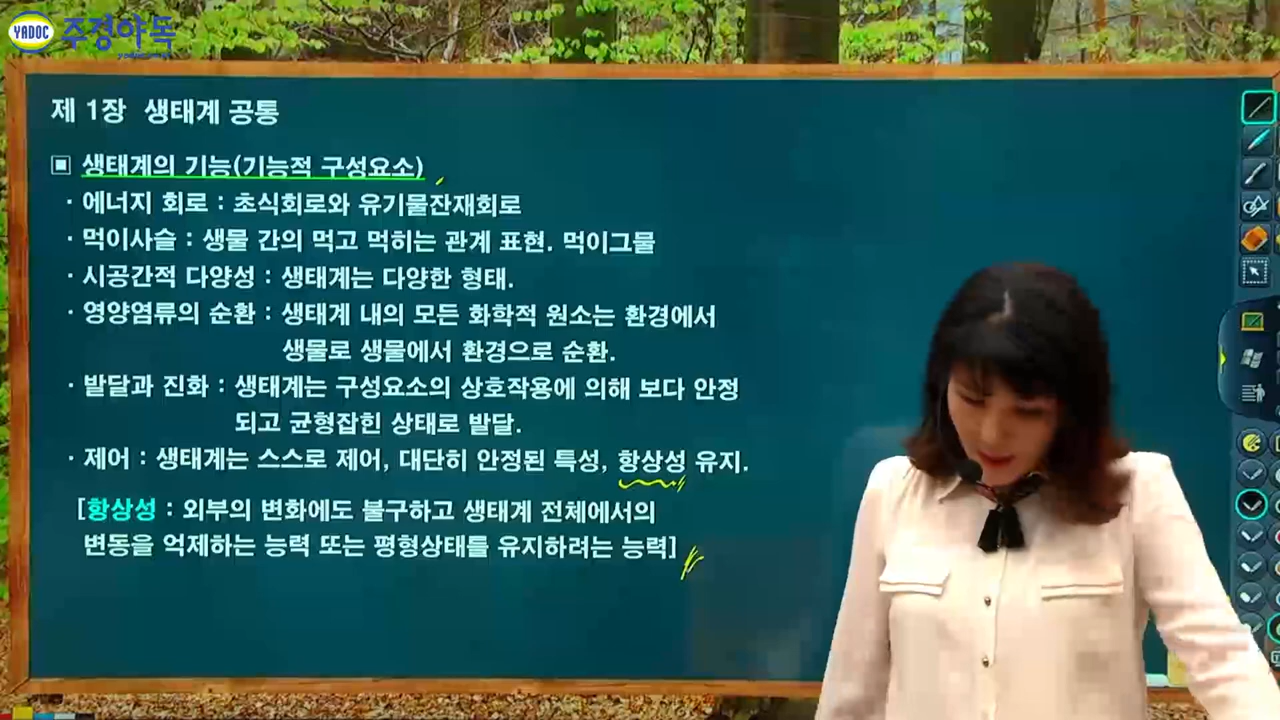 YADOC 주경야독
제 1장 생태계 공통
▣ 생태계의 기능(기능적 구성요소)
· 에너지 회로 : 초식회로와 유기물잔재회로
· 먹이사슬 : 생물 간의 먹고 먹히는 관계 표현. 먹이그물
· 시공간적 다양성 : 생태계는 다양한 형태.
· 영양염류의 순환 : 생태계 내의 모든 화학적 원소는 환경에서
생물로 생물에서 환경으로 순환.
· 발달과 진화 : 생태계는 구성요소의 상호작용에 의해 보다 안정
되고 균형잡힌 상태로 발달.
· 제어 : 생태계는 스스로 제어, 대단히 안정된 특성, 항상성 유지.
[항상성 : 외부의 변화에도 불구하고 생태계 전체에서의
변동을 억제하는 능력 또는 평형상태를 유지하려는 능력]